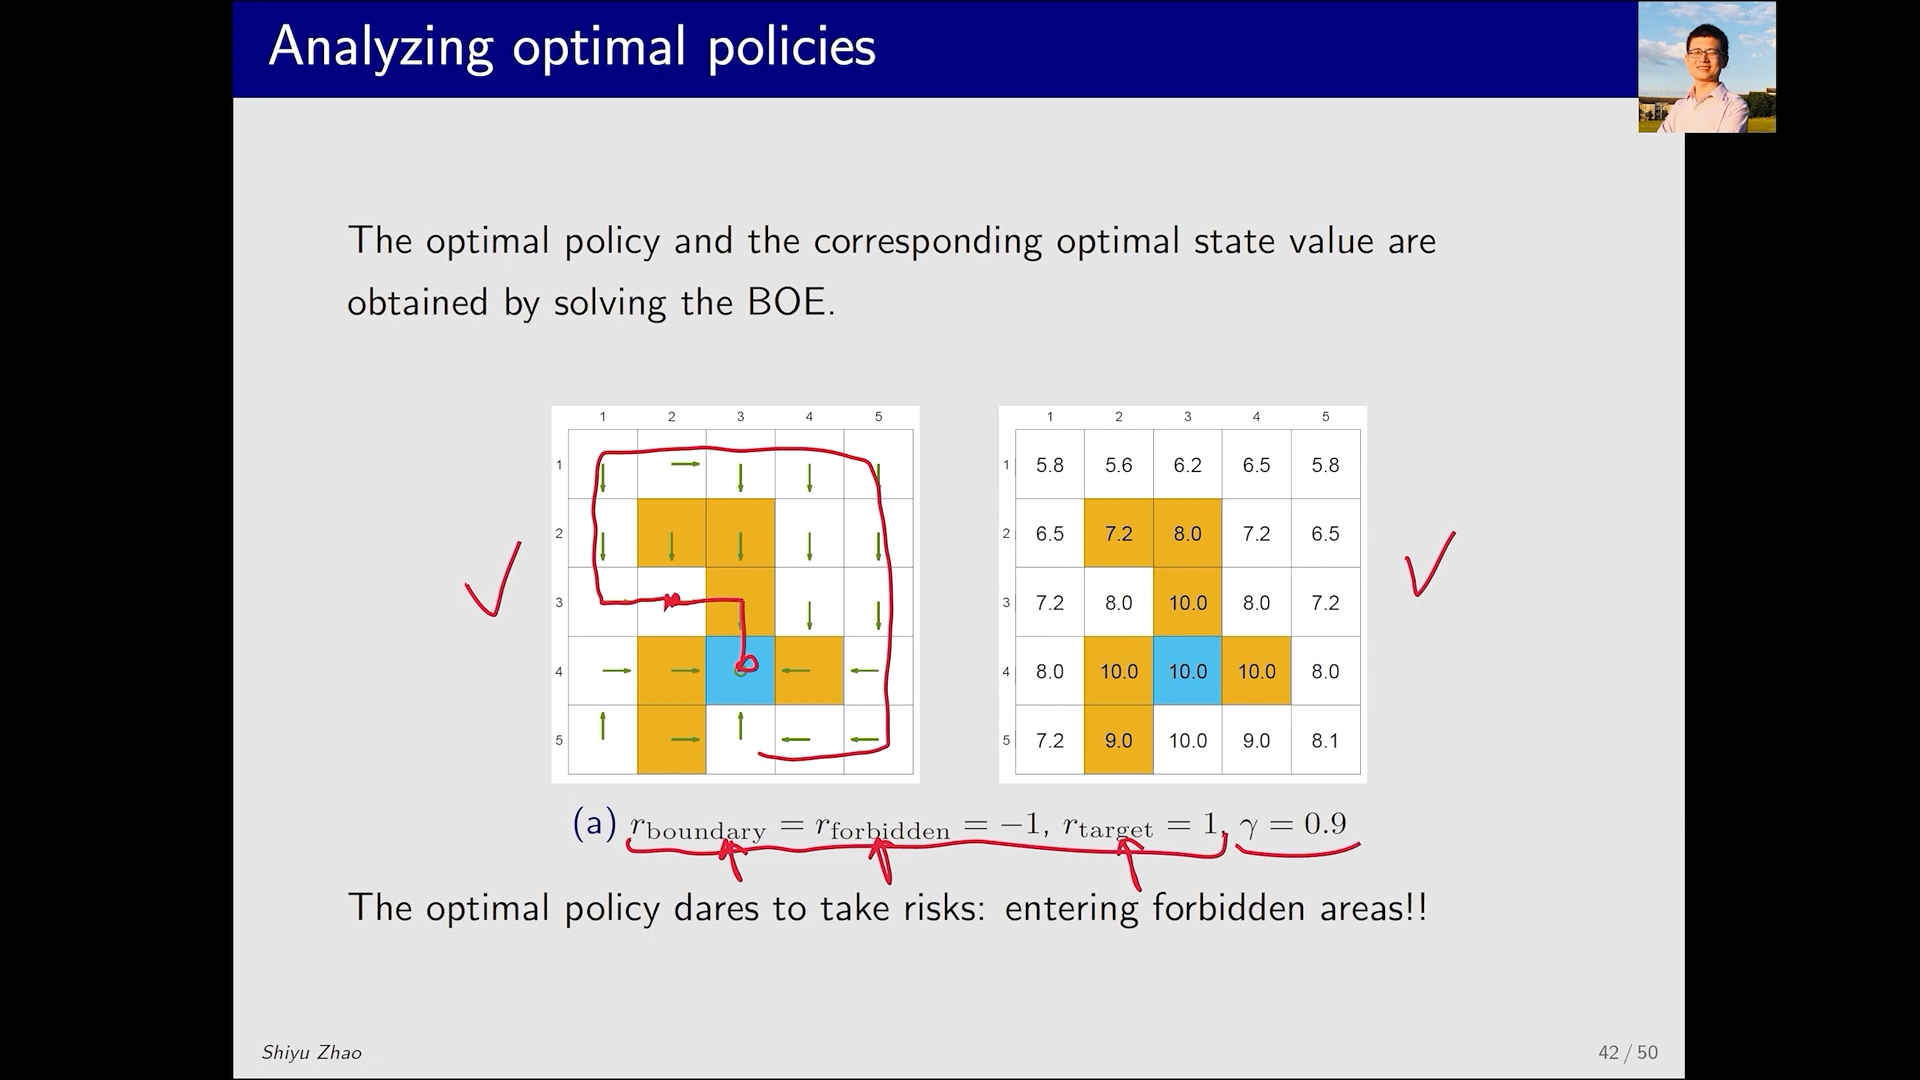 Analyzing optimal policies
The optimal policy and the corresponding optimal state value are
obtained by solving the BOE.
1 2 3 4 5
1
2
3
4
5
1 2 3 4 5
1 5.8 5.6 6.2 6.5 5.8
2 6.5 7.2 8.0 7.2 6.5
3 7.2 8.0 10.0 8.0 7.2
4 8.0 10.0 10.0 10.0 8.0
5 7.2 9.0 10.0 9.0 8.1
(a) r_boundary = r_forbidden = −1, r_target = 1, γ = 0.9
The optimal policy dares to take risks: entering forbidden areas!!
Shiyu Zhao
42 / 50